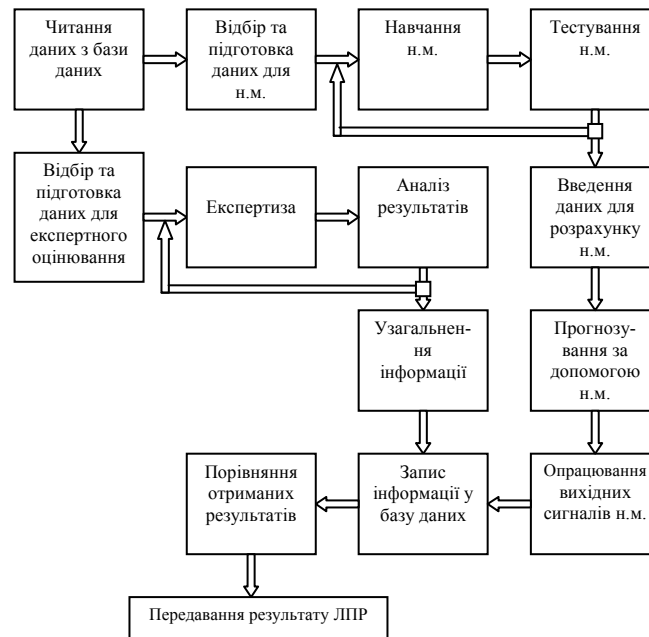 Читання
даних з бази
даних
Відбір та
підготовка
даних для
н.м.
Навчання
н.м.
Тестування
н.м.
Відбір та
підготовка
даних для
експертного
оцінювання
Експертиза
Аналіз
результатів
Введення
даних для
розрахунку
н.м.
Узагальнен-
ня
інформації
Прогнозу-
вання за
допомогою
н.м.
Порівняння
отриманих
результатів
Запис
інформації у
базу даних
Опрацювання
вихідних
сигналів н.м.
Передавання результату ЛПР